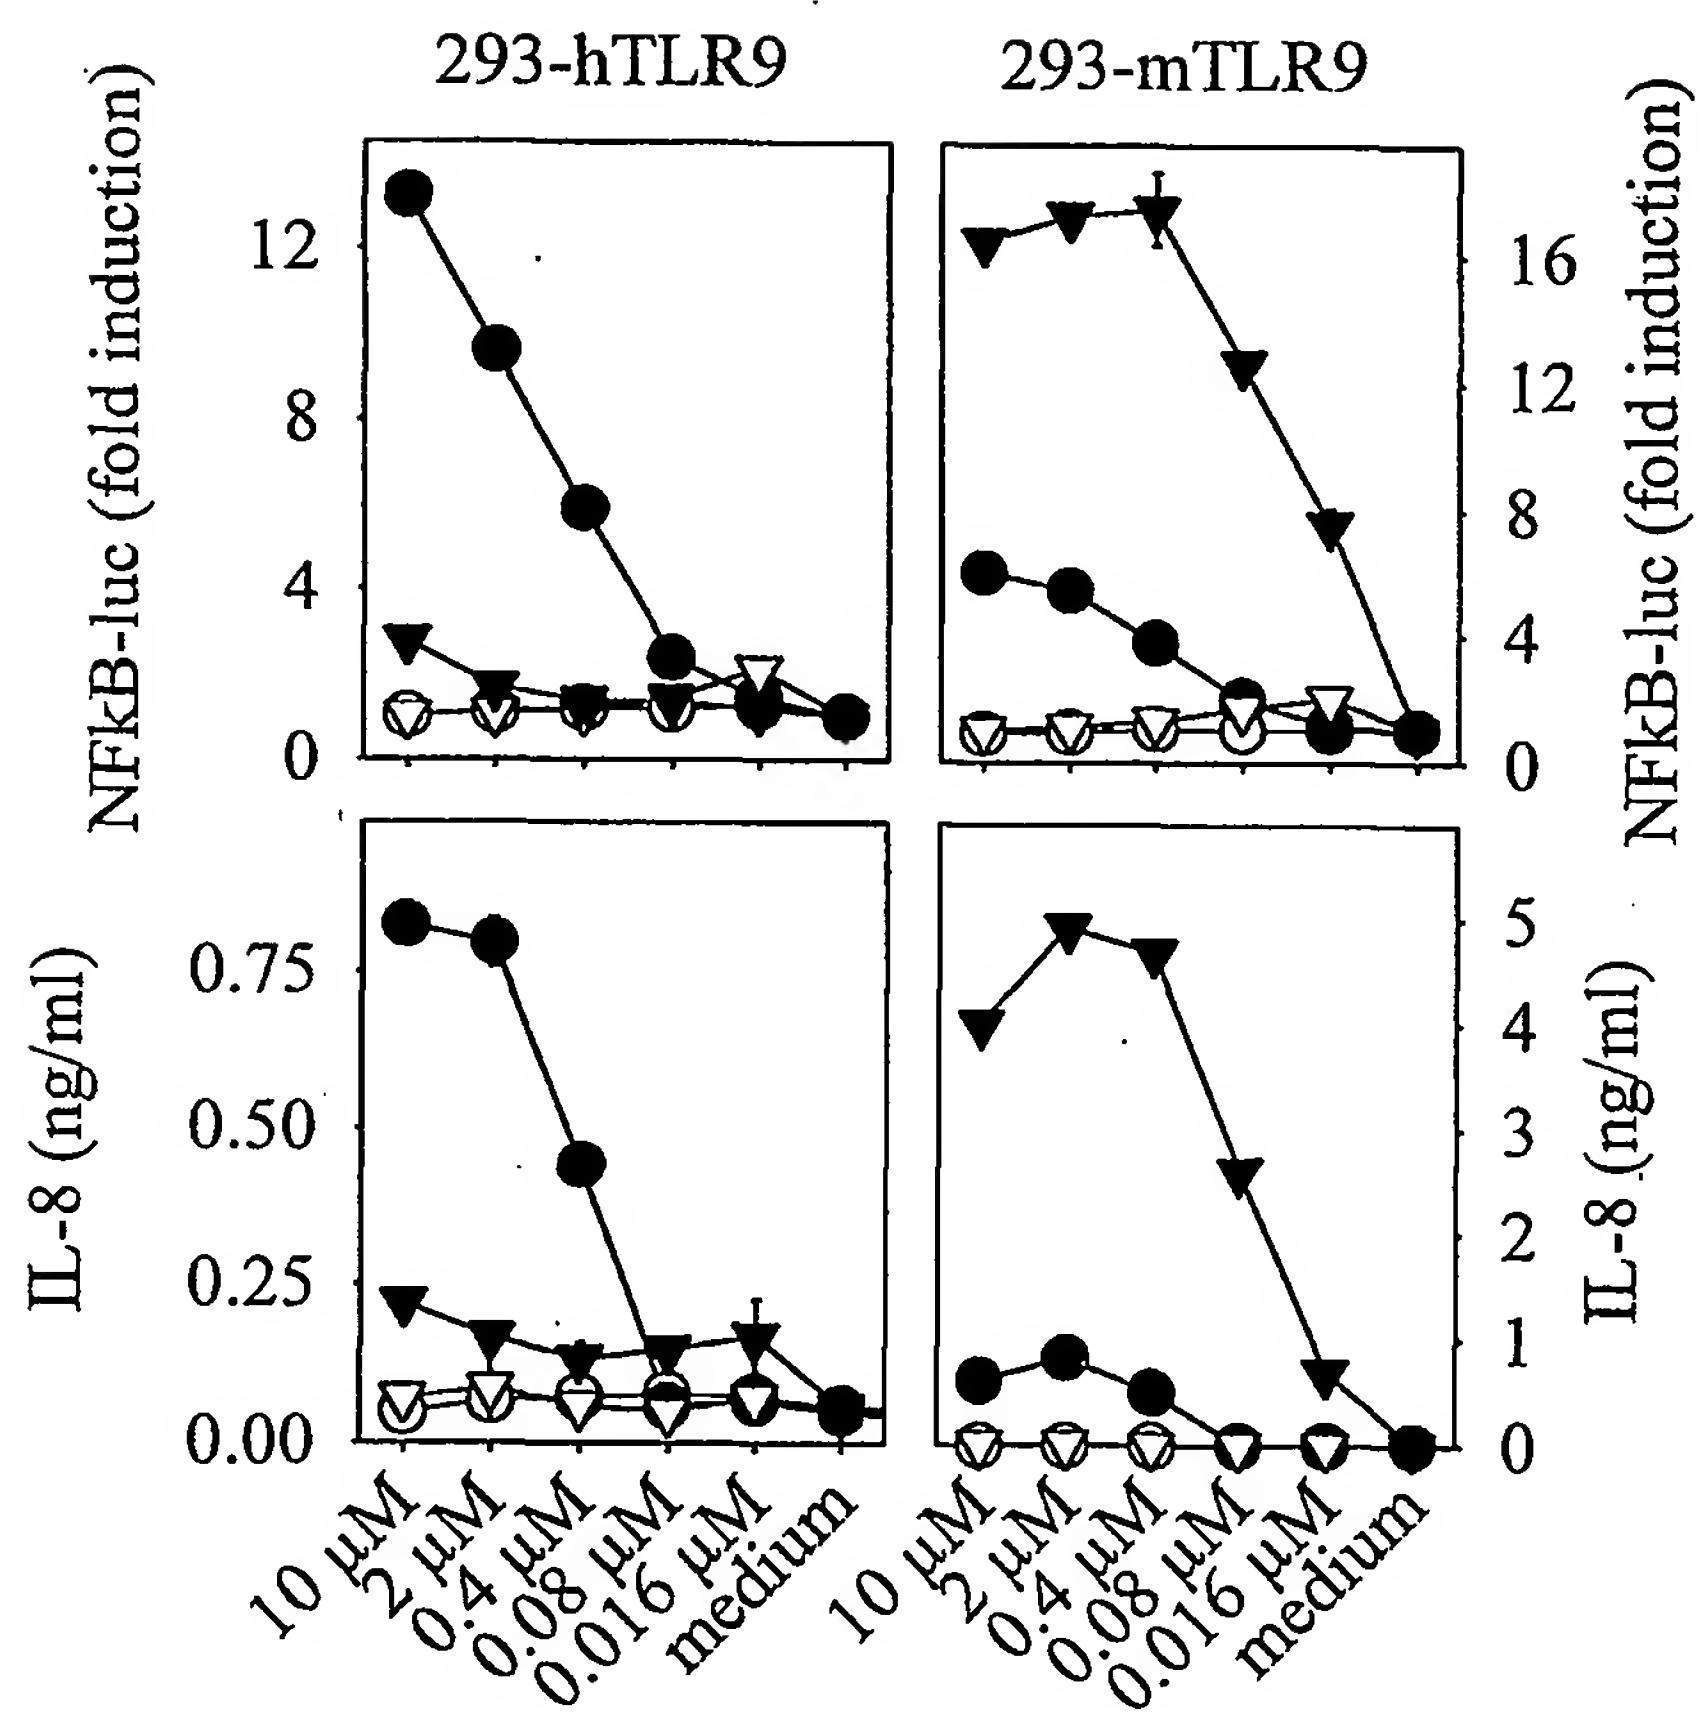 293-hTLR9
293-mTLR9
NFkB-luc (fold induction)
12
8
4
0
16
12
8
4
0
NFkB-luc (fold induction)
IL-8 (ng/ml)
0.75
0.50
0.25
0.00
5
4
3
2
1
0
IL-8 (ng/ml)
10 µM
2 µM
0.4 µM
0.08 µM
0.016 µM
medium
10 µM
2 µM
0.4 µM
0.08 µM
0.016 µM
medium